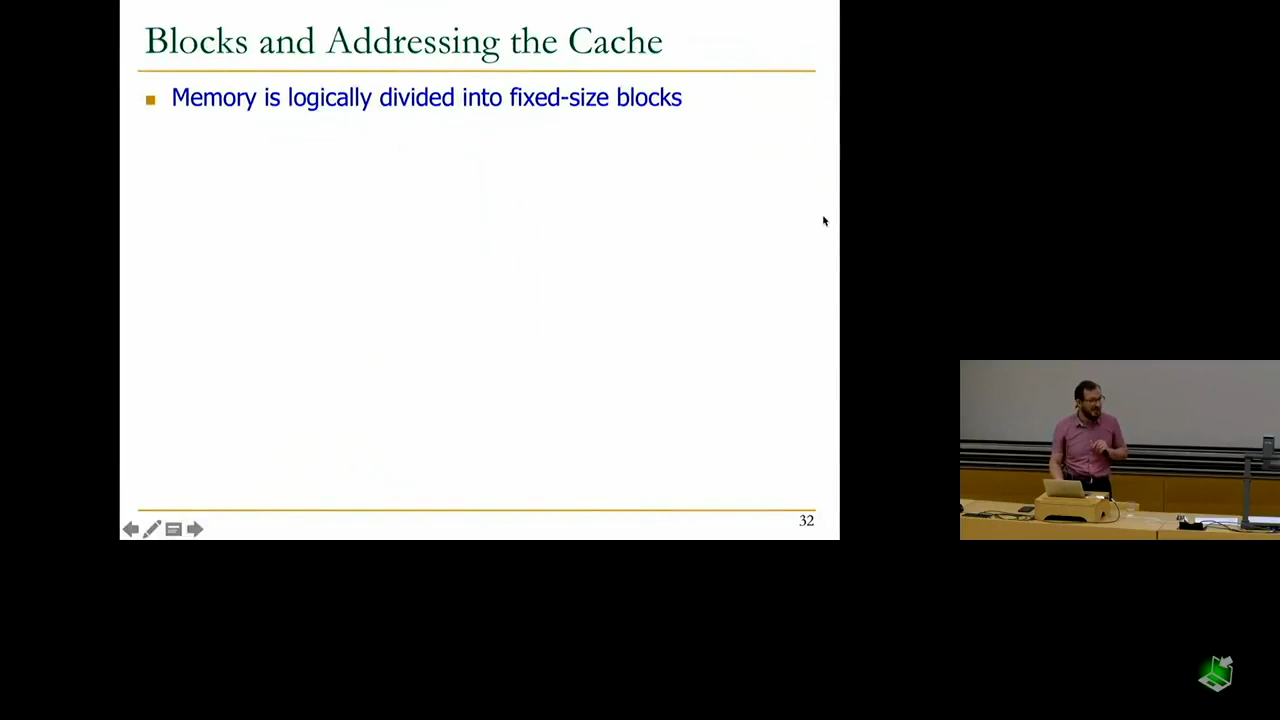 Blocks and Addressing the Cache
Memory is logically divided into fixed-size blocks
32